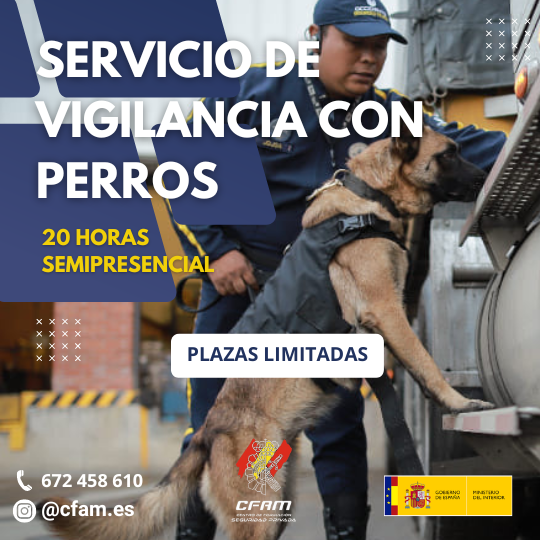 SERVICIO DE
VIGILANCIA CON
PERROS
20 HORAS
SEMIPRESENCIAL
PLAZAS LIMITADAS
672 458 610
@cfam.es
CFAM
CENTRO DE FORMACIÓN
SEGURIDAD PRIVADA
GOBIERNO
DE ESPAÑA
MINISTERIO
DEL INTERIOR